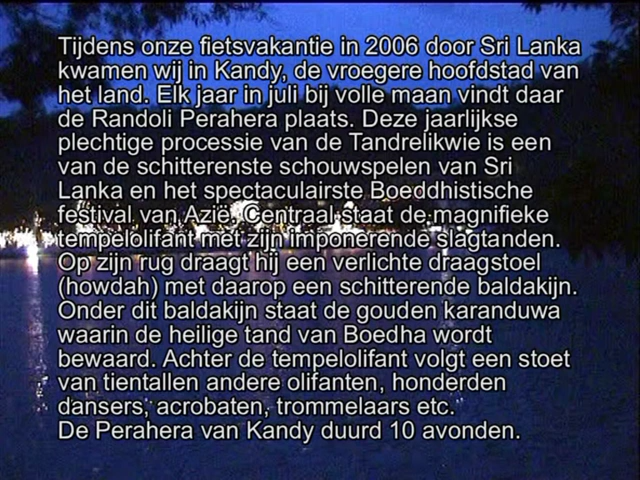 Tijdens onze fietsvakantie in 2006 door Sri Lanka
kwamen wij in Kandy, de vroegere hoofdstad van
het land. Elk jaar in juli bij volle maan vindt daar
de Randoli Perahera plaats. Deze jaarlijkse
plechtige processie van de Tandrelikwie is een
van de schitterenste schouwspelen van Sri
Lanka en het spectaculairste Boeddhistische
festival van Azië. Centraal staat de magnifieke
tempelolifant met zijn imponerende slagtanden.
Op zijn rug draagt hij een verlichte draagstoel
(howdah) met daarop een schitterende baldakijn.
Onder dit baldakijn staat de gouden karanduwa
waarin de heilige tand van Boedha wordt
bewaard. Achter de tempelolifant volgt een stoet
van tientallen andere olifanten, honderden
dansers, acrobaten, trommelaars etc.
De Perahera van Kandy duurd 10 avonden.